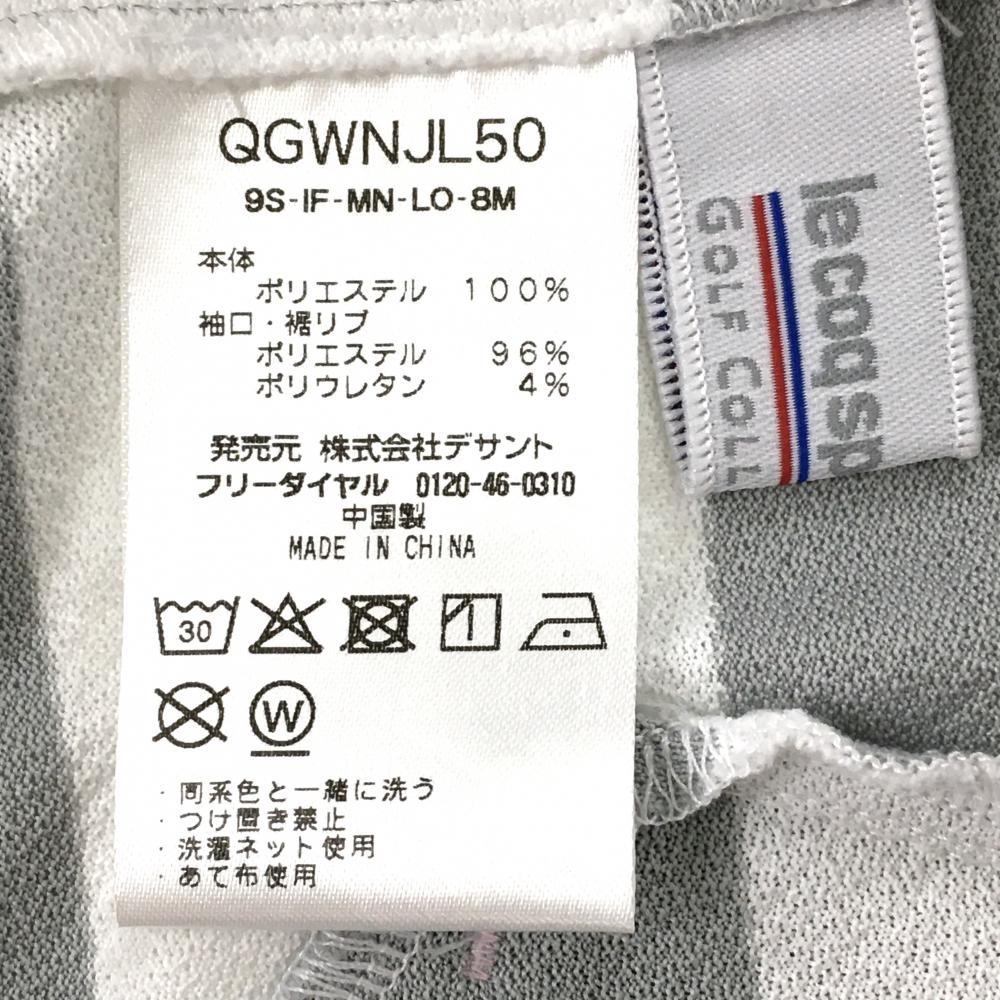 QGWNJL50
9S-IF-MN-LO-8M
本体
ポリエステル 100%
袖口・裾リブ
ポリエステル 96%
ポリウレタン 4%
発売元 株式会社デサント
フリーダイヤル 0120-46-0310
中国製
MADE IN CHINA
30
W
・同系色と一緒に洗う
・つけ置き禁止
・洗濯ネット使用
・あて布使用
le coq sp
GOLF COLL